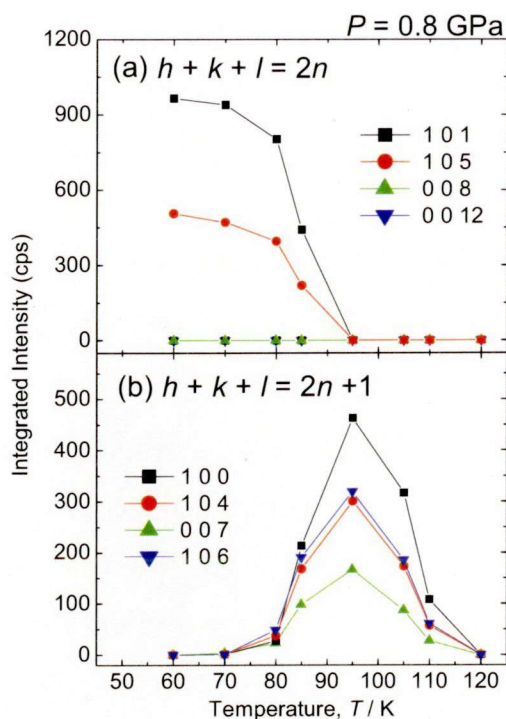 P = 0.8 GPa
(a) h + k + l = 2n
1 0 1
1 0 5
0 0 8
0 0 12
1200
900
600
300
0
Integrated Intensity (cps)
(b) h + k + l = 2n +1
1 0 0
1 0 4
0 0 7
1 0 6
500
400
300
200
100
0
50 60 70 80 90 100 110 120
Temperature, T / K